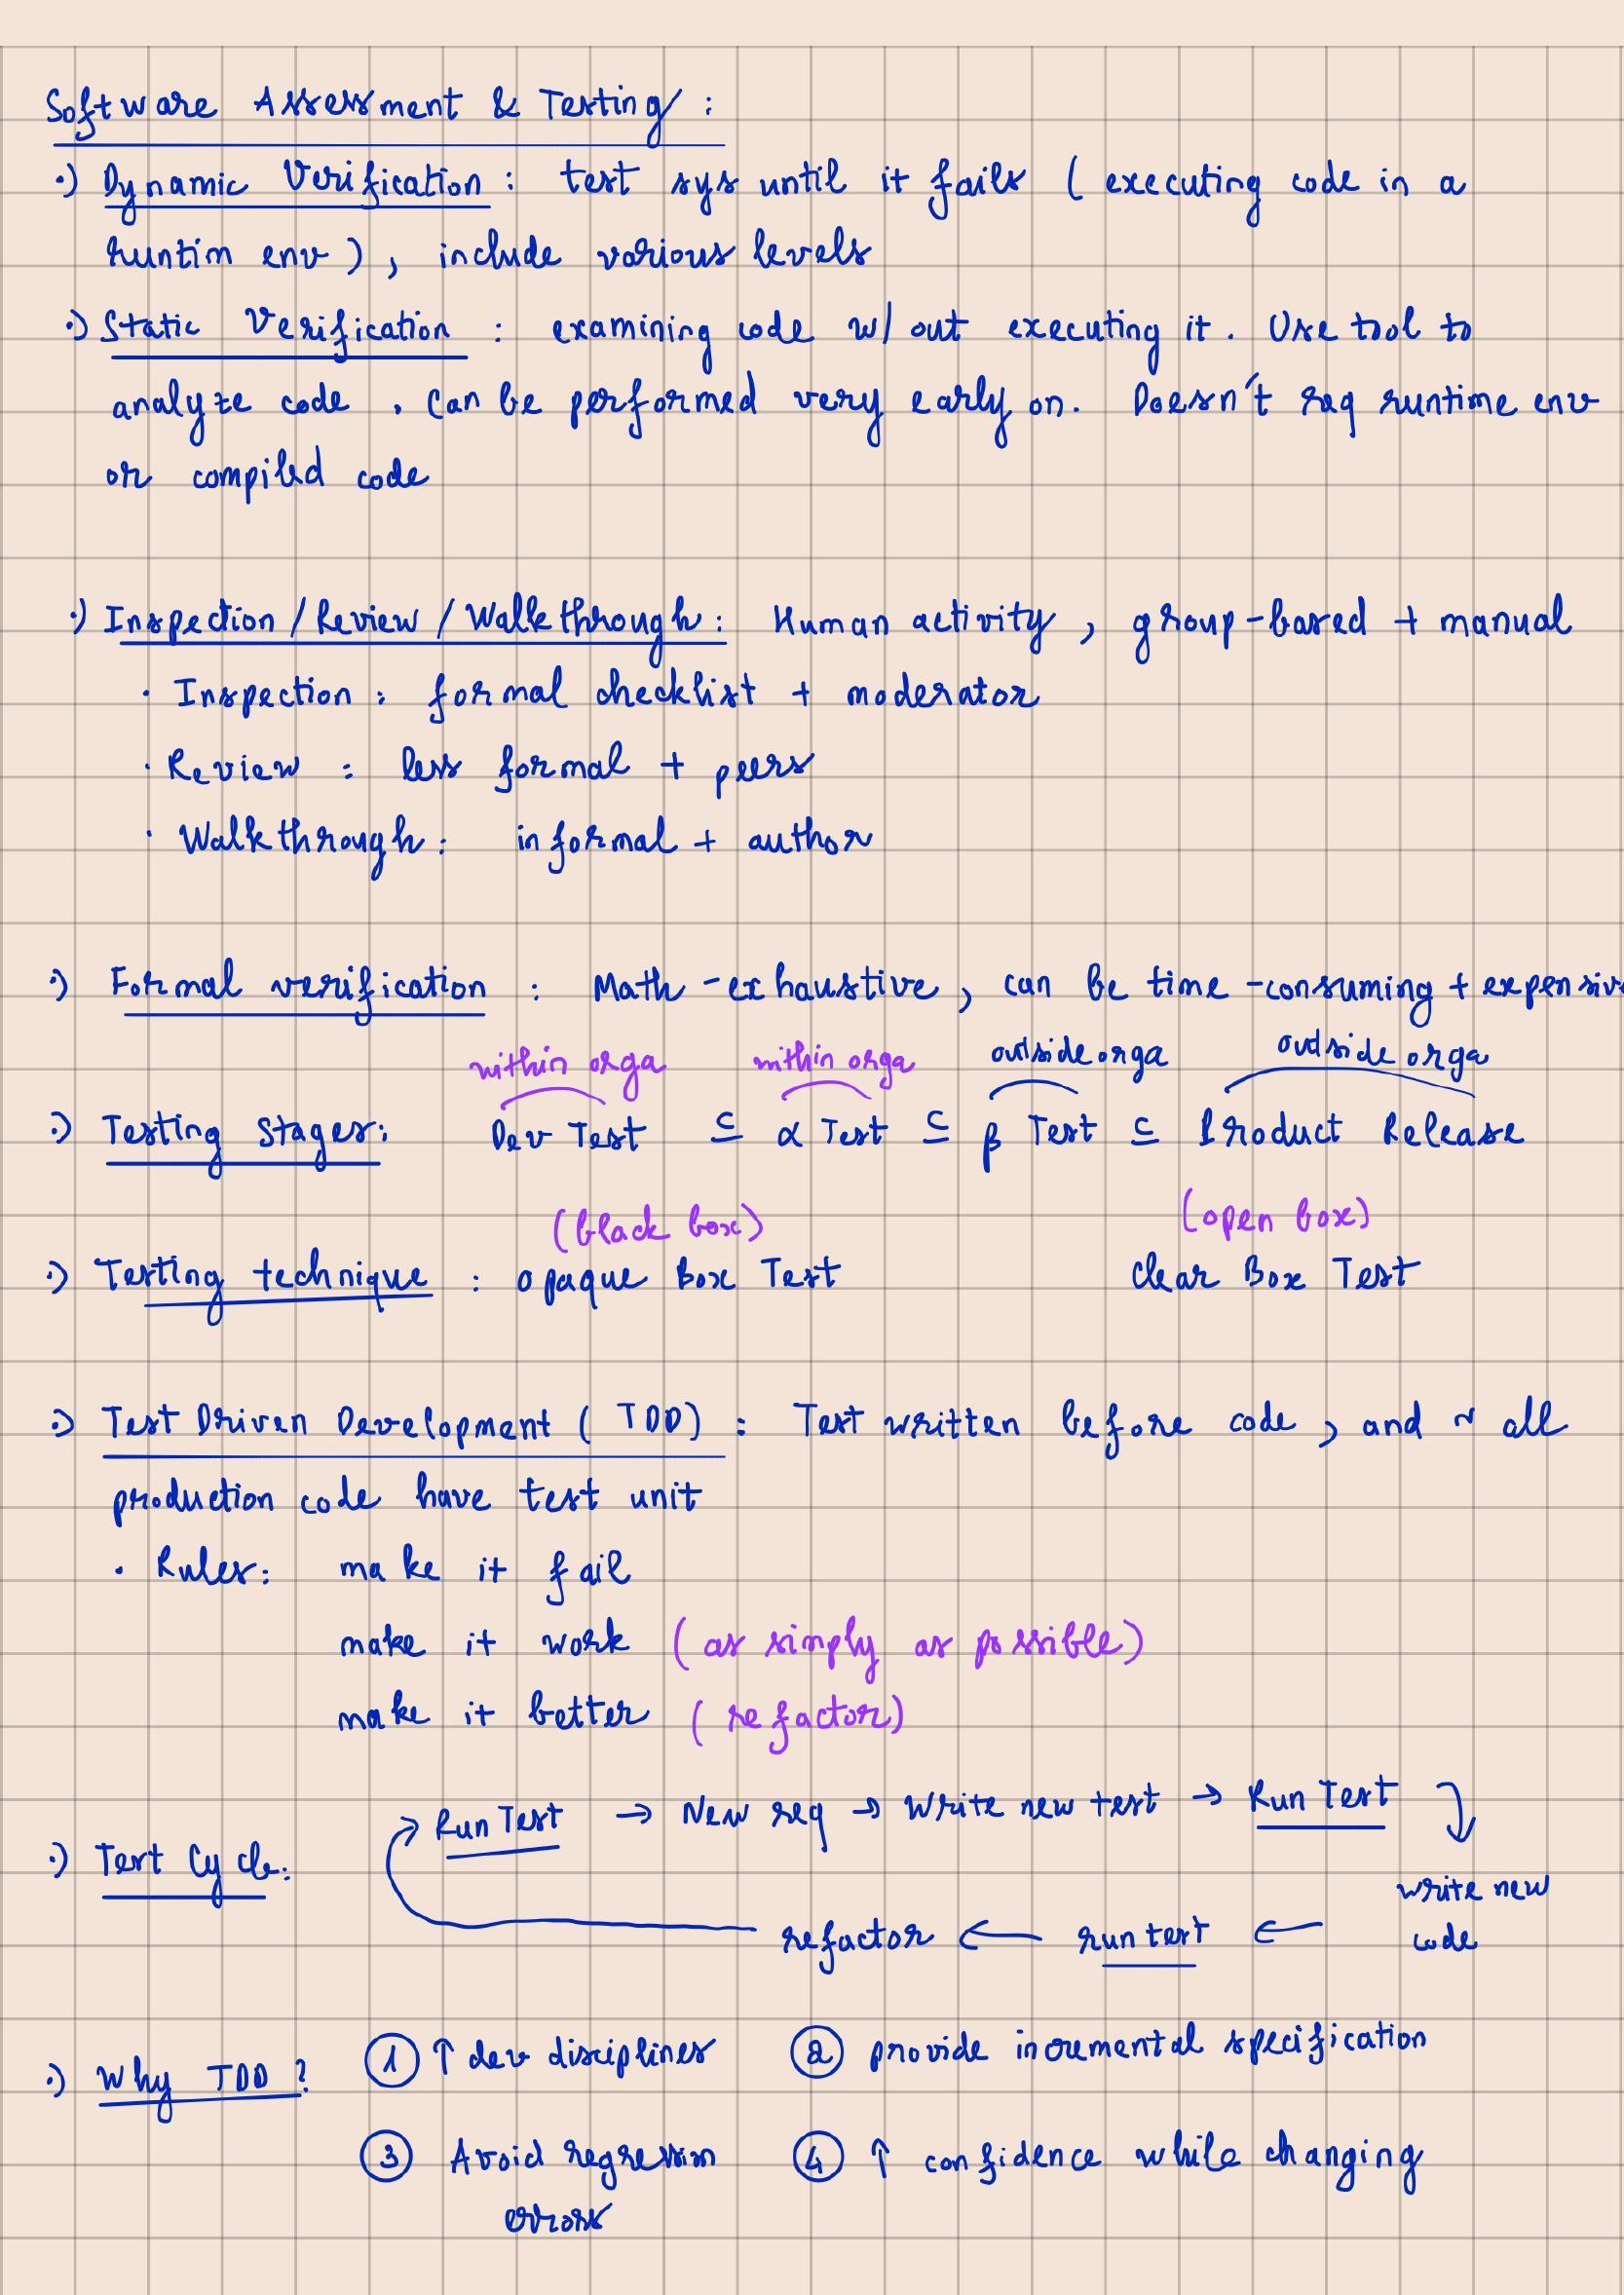 Software Assesment & Testing :
·) Dynamic Verification : test sys until it fails ( executing code in a
runtim env ) , include various levels
·) Static Verification : examining code w/ out executing it . Use tool to
analyze code . Can be performed very early on. Doesn't req runtime env
or compiled code
·) Inspection / Review / Walkthrough : Human activity , group-based + manual
· Inspection : formal checklist + moderator
· Review : less formal + peers
· Walkthrough : informal + author
·) Formal verification : Math - exhaustive , can be time - consuming + expensive
within orga within orga outside orga outside orga
·) Testing Stages : Dev Test ⊆ α Test ⊆ β Test ⊆ Product Release
(black box) (open box)
·) Testing technique : opaque Box Test Clear Box Test
·) Test Driven Development ( TDD ) : Test written before code , and ~ all
production code have test unit
· Rules : make it fail
make it work (as simply as possible)
make it better ( refactor)
→ Run Test → New req → Write new test → Run Test
·) Test Cycle :
write new
refactor ← run test ← code
① ↑ dev disciplines ② provide incremental specification
·) Why TDD ?
③ Avoid regression ④ ↑ confidence while changing
errors